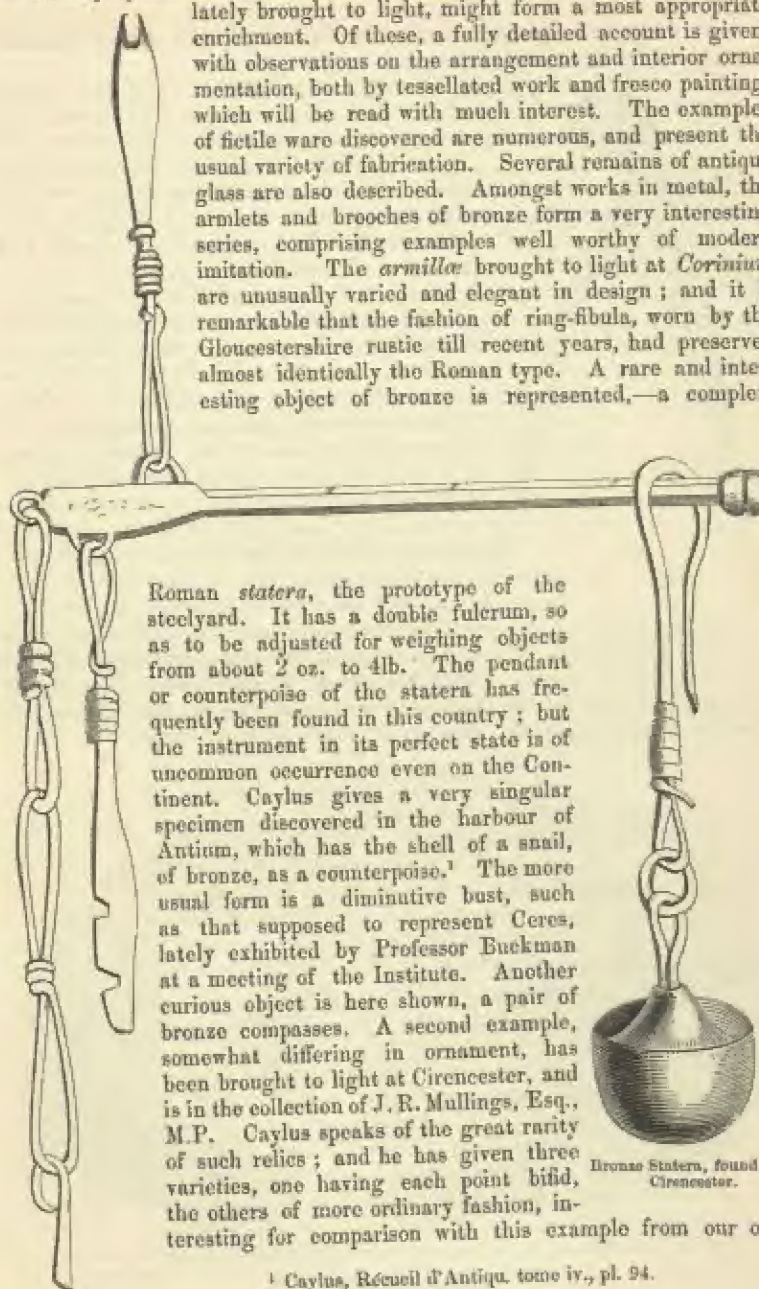 lately brought to light, might form a most appropriat
enrichment. Of these, a fully detailed account is given
with observations on the arrangement and interior orna
mentation, both by tessellated work and fresco painting
which will be read with much interest. The example
of fictile ware discovered are numerous, and present th
usual variety of fabrication. Several remains of antiqu
glass are also described. Amongst works in metal, th
armlets and brooches of bronze form a very interestin
series, comprising examples well worthy of moder
imitation. The armillæ brought to light at Corinium
are unusually varied and elegant in design ; and it
remarkable that the fashion of ring-fibula, worn by th
Gloucestershire rustic till recent years, had preserve
almost identically the Roman type. A rare and inte
esting object of bronze is represented,—a comple
Roman statera, the prototype of the
steelyard. It has a double fulcrum, so
as to be adjusted for weighing objects
from about 2 oz. to 4lb. The pendant
or counterpoise of the statera has fre-
quently been found in this country ; but
the instrument in its perfect state is of
uncommon occurrence even on the Con-
tinent. Caylus gives a very singular
specimen discovered in the harbour of
Antium, which has the shell of a snail,
of bronze, as a counterpoise.¹ The more
usual form is a diminutive bust, such
as that supposed to represent Ceres,
lately exhibited by Professor Buckman
at a meeting of the Institute. Another
curious object is here shown, a pair of
bronze compasses. A second example,
somewhat differing in ornament, has
been brought to light at Cirencester, and
is in the collection of J. R. Mullings, Esq.,
M.P. Caylus speaks of the great rarity
of such relics ; and he has given three
varieties, one having each point bifid,
the others of more ordinary fashion, in-
teresting for comparison with this example from our o
Bronze Statera, found
Cirencester.
¹ Caylus, Récueil d'Antiqu. tome iv., pl. 94.